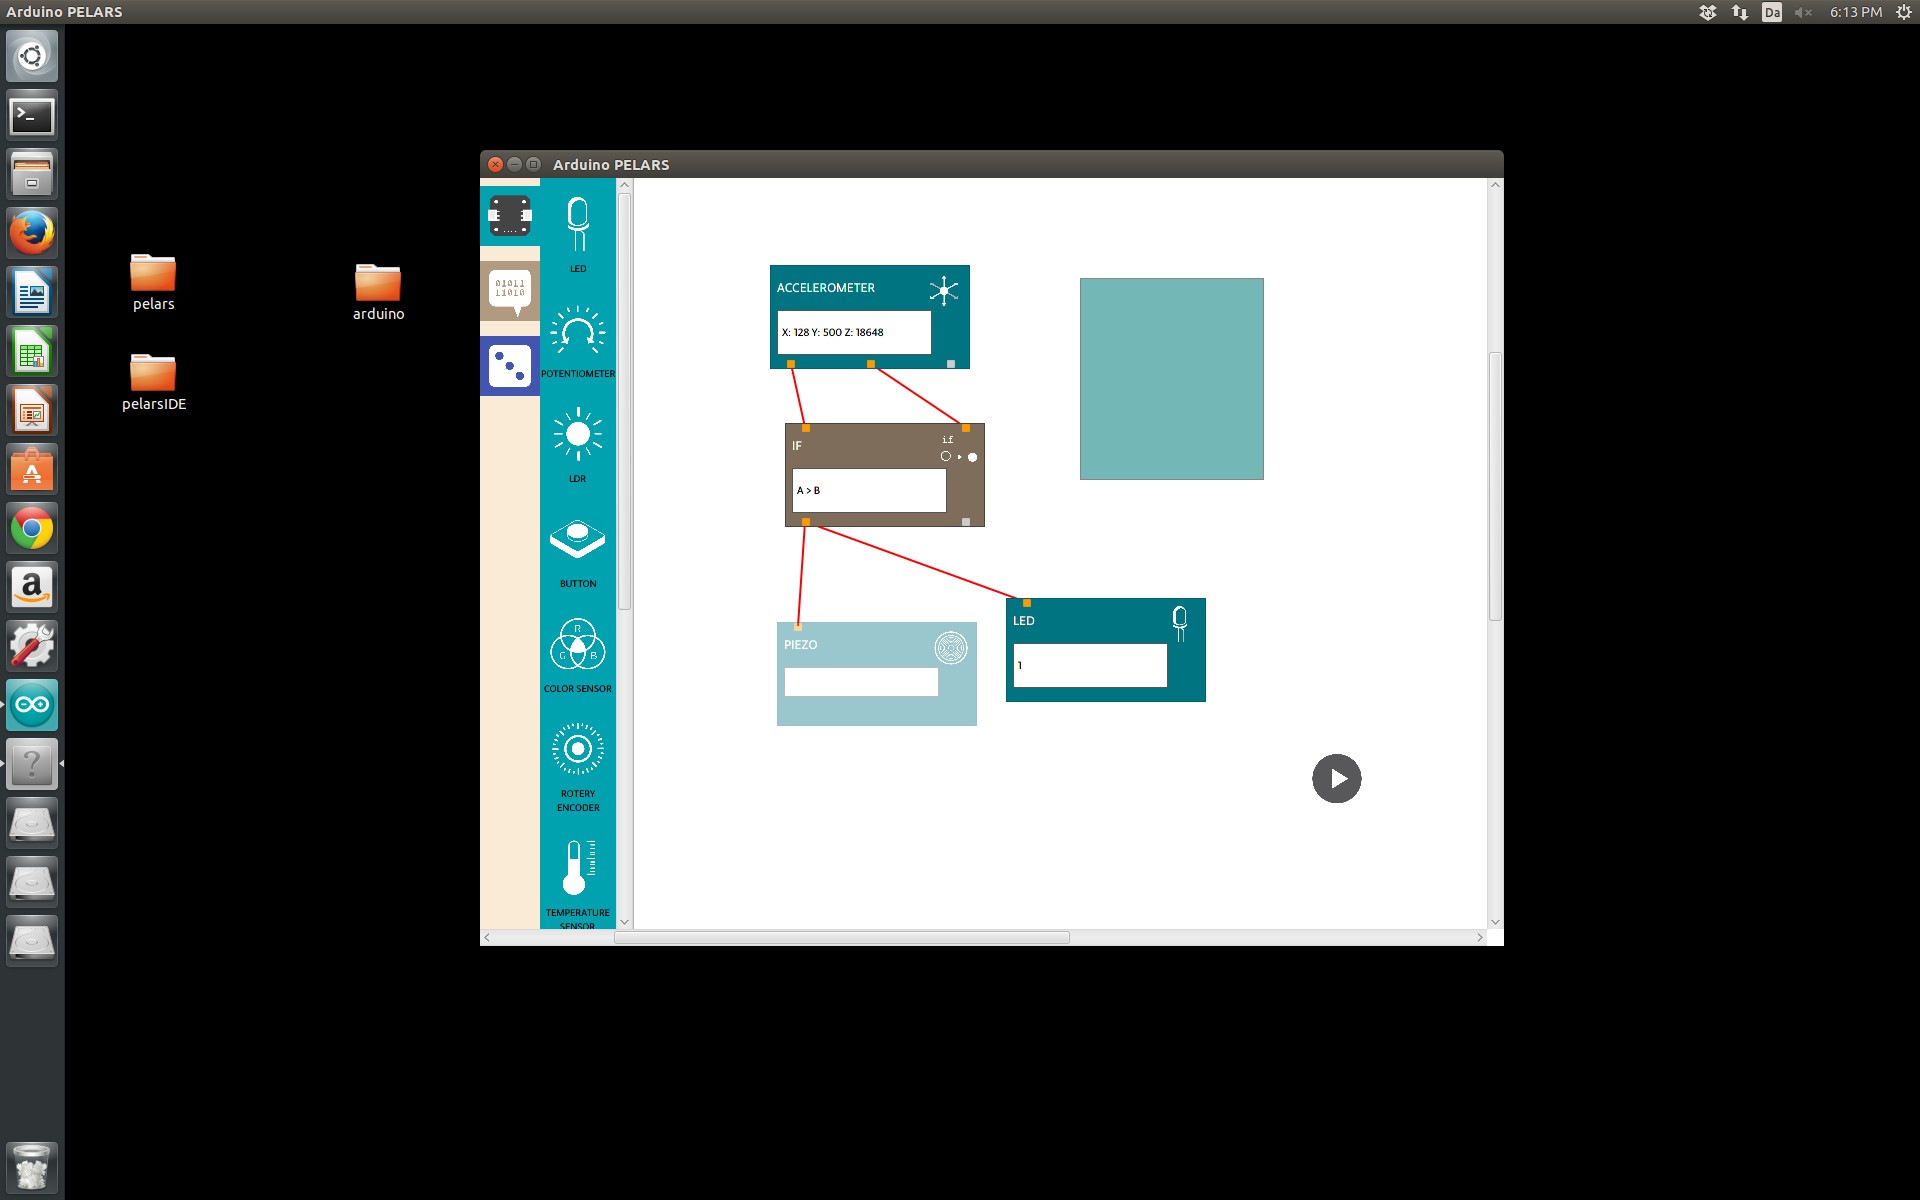 Arduino PELARS
Da
6:13 PM
pelars
arduino
pelarsIDE
Arduino PELARS
01011
11010
LED
POTENTIOMETER
LDR
BUTTON
R
G B
COLOR SENSOR
ROTERY
ENCODER
TEMPERATURE
SENSOR
ACCELEROMETER
X: 128 Y: 500 Z: 18648
IF
if
A > B
PIEZO
LED
1